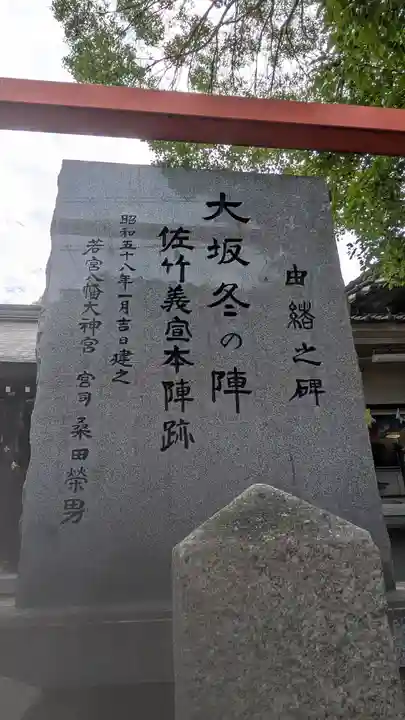 由緒之碑
大坂冬の陣
佐竹義宣本陣跡
昭和五十八年一月吉日建之
若宮八幡大神宮 宮司 桑田榮男